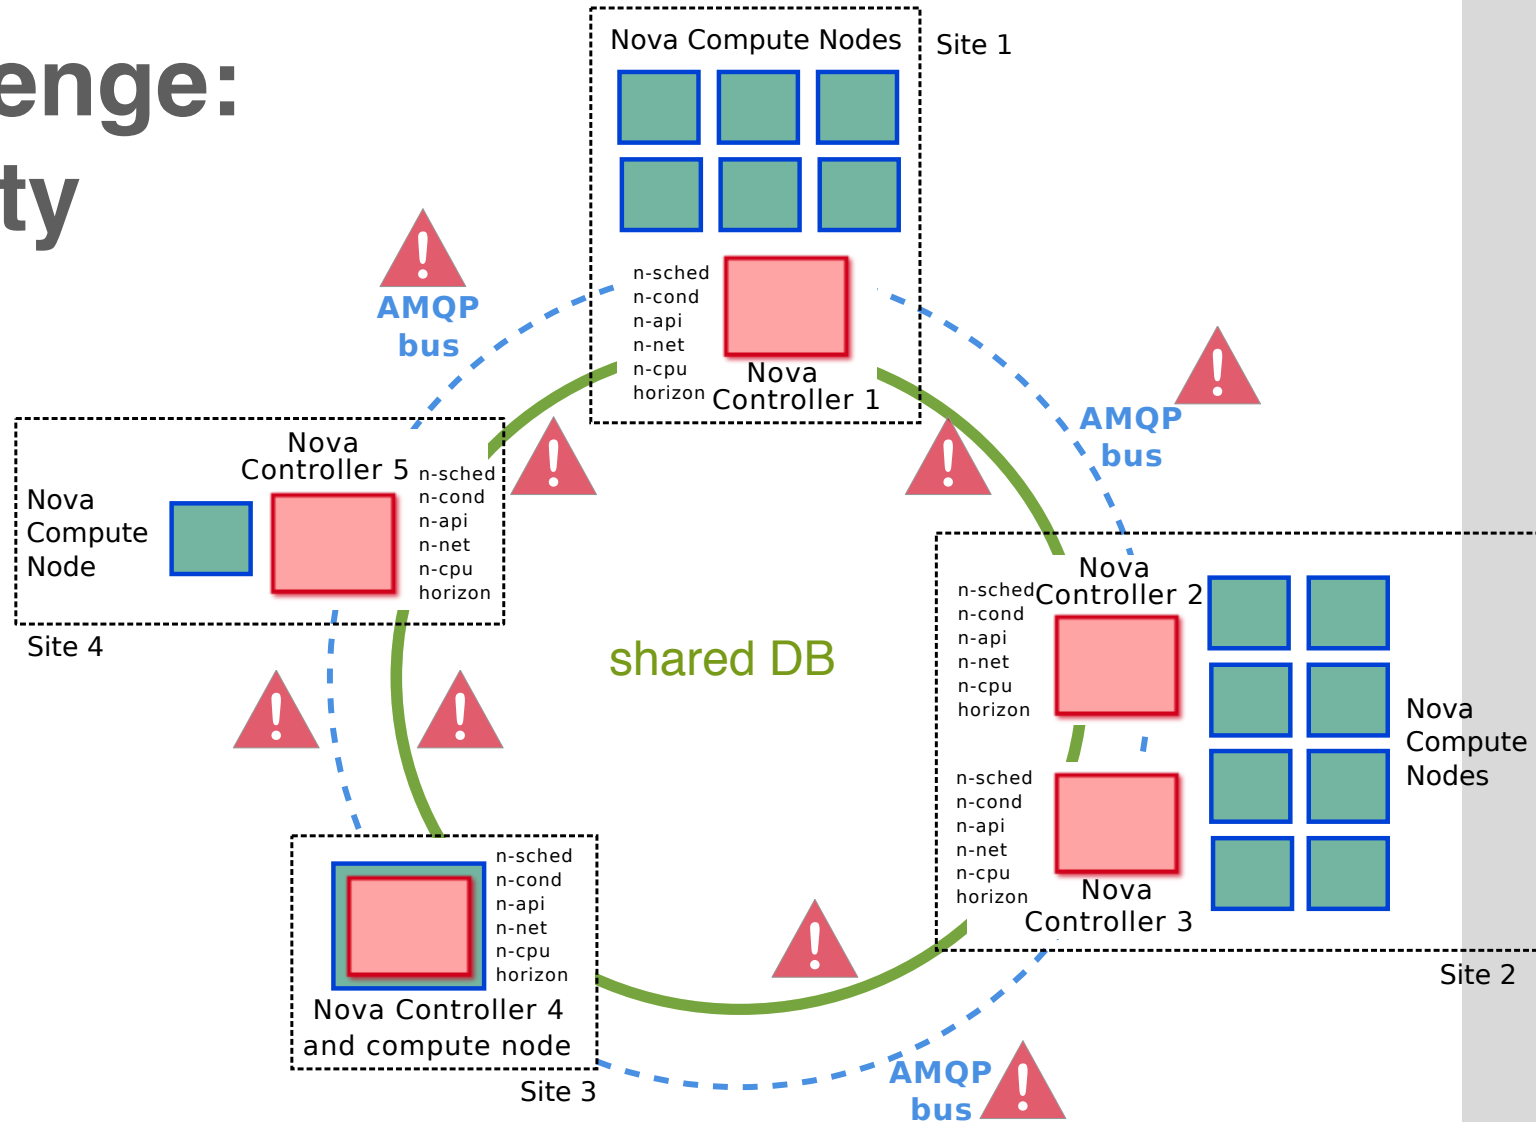 enge:
ty
Nova Compute Nodes
Site 1
n-sched
n-cond
n-api
n-net
n-cpu
horizon
Nova
Controller 1
AMQP
bus
AMQP
bus
Nova
Controller 5
Nova
Compute
Node
n-sched
n-cond
n-api
n-net
n-cpu
horizon
Site 4
shared DB
Nova
Controller 2
n-sched
n-cond
n-api
n-net
n-cpu
horizon
Nova
Compute
Nodes
n-sched
n-cond
n-api
n-net
n-cpu
horizon
Nova
Controller 3
Site 2
n-sched
n-cond
n-api
n-net
n-cpu
horizon
Nova Controller 4
and compute node
Site 3
AMQP
bus